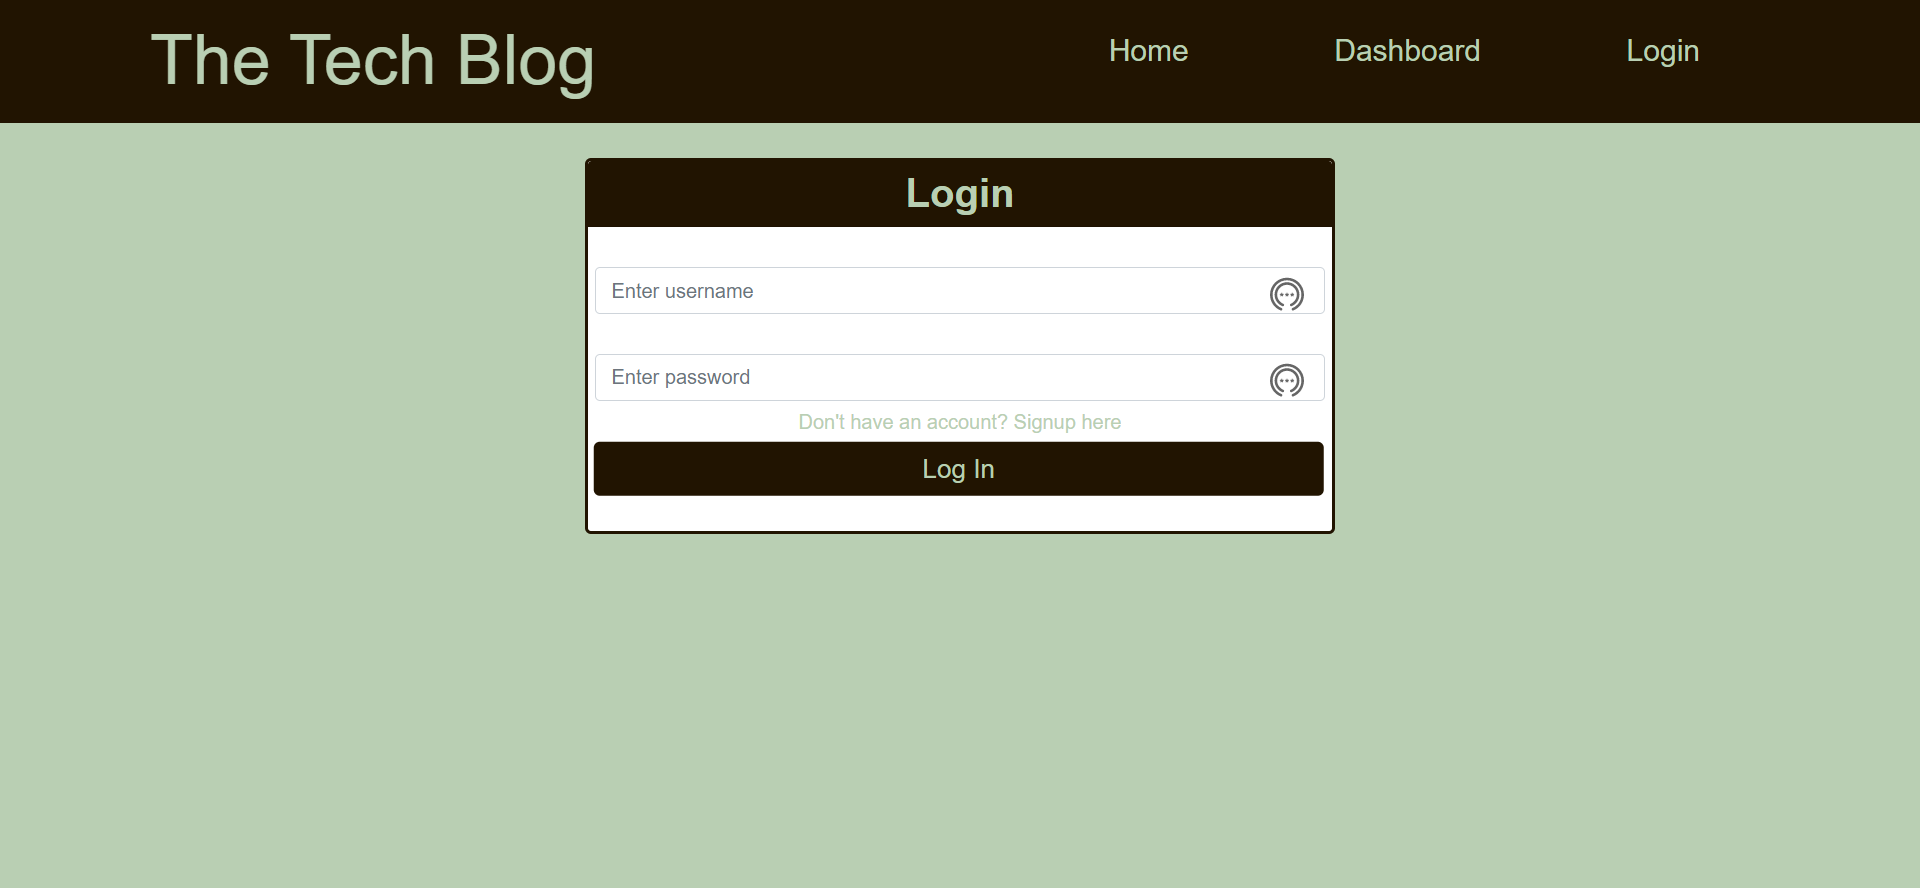 The Tech Blog
Home Dashboard Login
Login
Enter username
Enter password
Don't have an account? Signup here
Log In